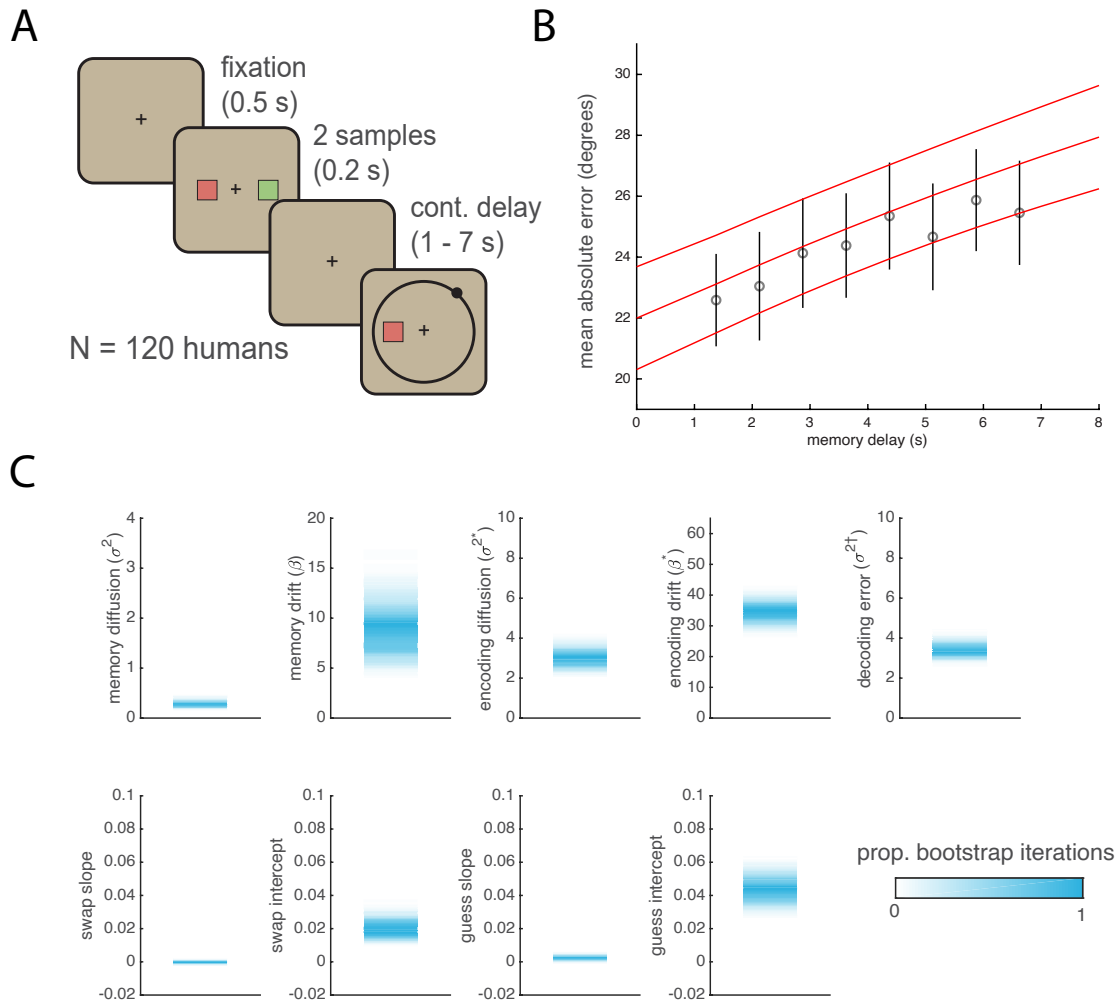 A
fixation
(0.5 s)
2 samples
(0.2 s)
cont. delay
(1 - 7 s)
N = 120 humans
B
mean absolute error (degrees)
30
28
26
24
22
20
0 1 2 3 4 5 6 7 8
memory delay (s)
C
memory diffusion (σ²)
4
3
2
1
0
memory drift (β)
20
15
10
5
0
encoding diffusion (σ²*)
10
8
6
4
2
0
encoding drift (β*)
60
50
40
30
20
10
0
decoding error (σ²†)
10
8
6
4
2
0
swap slope
0.1
0.08
0.06
0.04
0.02
0
-0.02
swap intercept
0.1
0.08
0.06
0.04
0.02
0
-0.02
guess slope
0.1
0.08
0.06
0.04
0.02
0
-0.02
guess intercept
0.1
0.08
0.06
0.04
0.02
0
-0.02
prop. bootstrap iterations
0 1